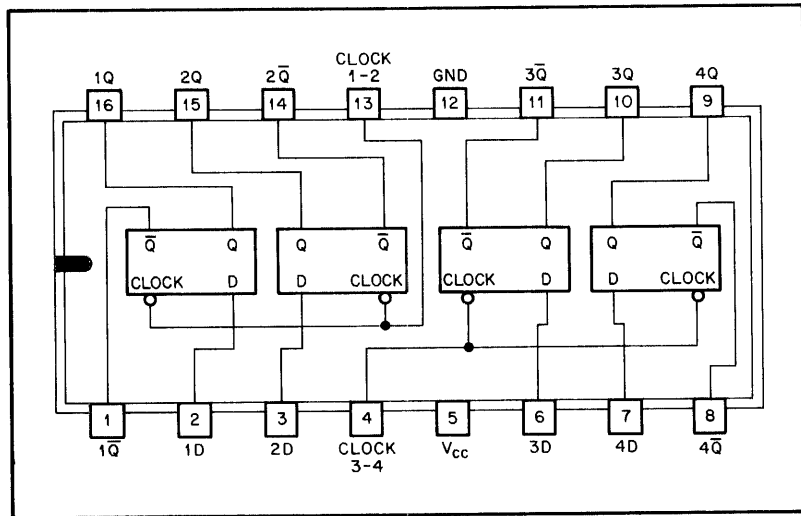 CLOCK
1Q 2Q 2Q̅ 1-2 GND 3Q̅ 3Q 4Q
16 15 14 13 12 11 10 9
Q̅ Q Q Q̅ Q̅ Q Q Q̅
CLOCK D D CLOCK CLOCK D D CLOCK
1 2 3 4 5 6 7 8
1Q̅ 1D 2D CLOCK VCC 3D 4D 4Q̅
3-4